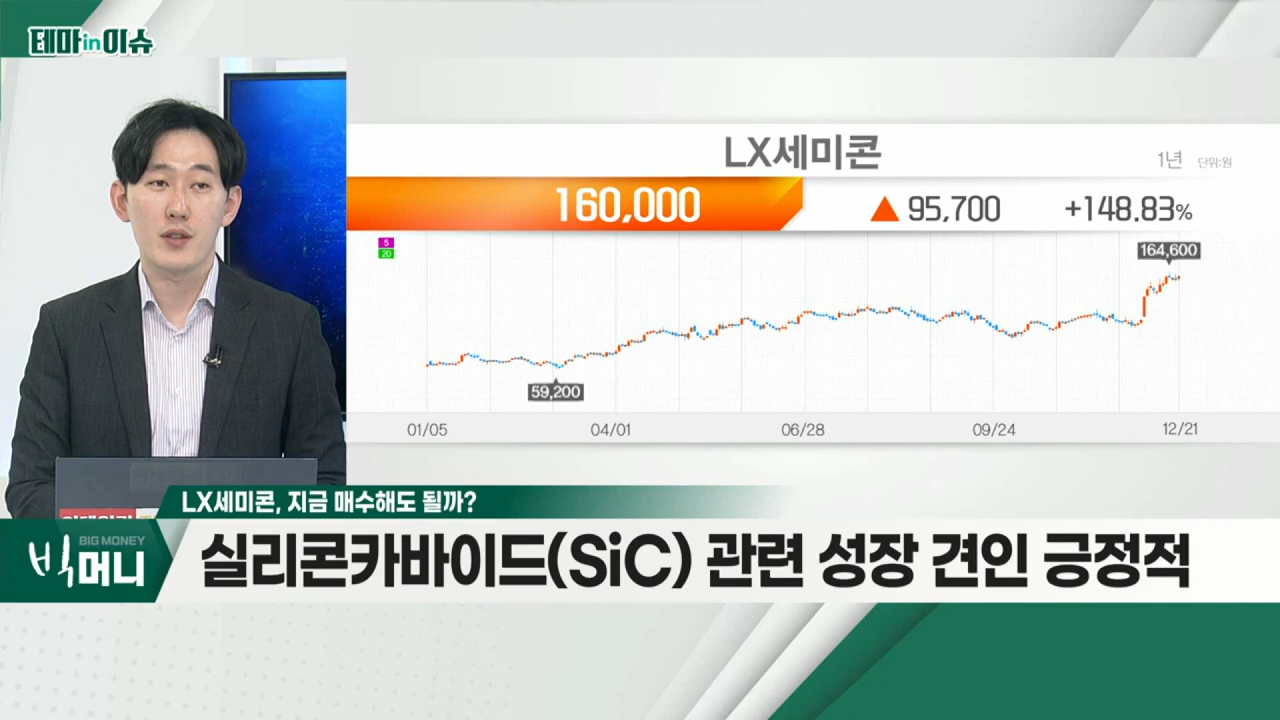 테마in이슈
LX세미콘
1년 단위:원
160,000 ▲ 95,700 +148.83%
5
20
164,600
59,200
01/05 04/01 06/28 09/24 12/21
LX세미콘, 지금 매수해도 될까?
BIG MONEY
빅머니
실리콘카바이드(SiC) 관련 성장 견인 긍정적